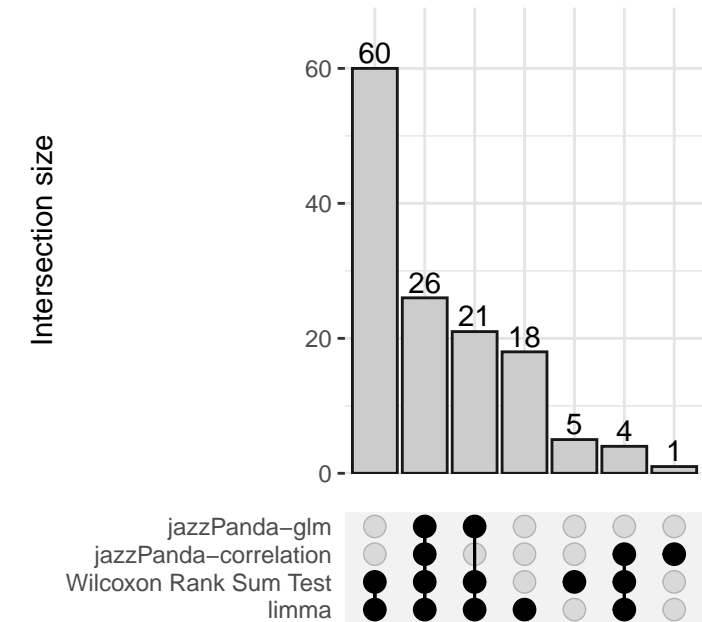 Intersection size
60
40
20
0
60
26
21
18
5
4
1
jazzPanda−glm
jazzPanda−correlation
Wilcoxon Rank Sum Test
limma